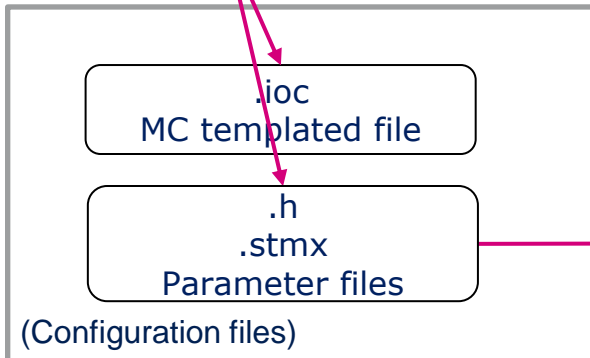 .ioc
MC templated file
.h
.stmx
Parameter files
(Configuration files)